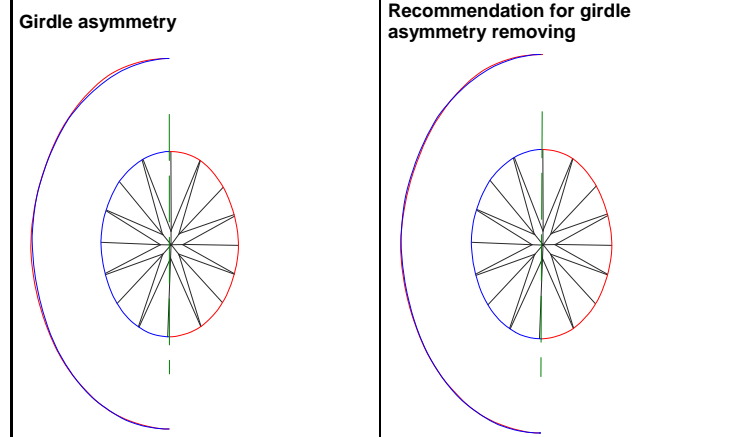 Girdle asymmetry
Recommendation for girdle
asymmetry removing